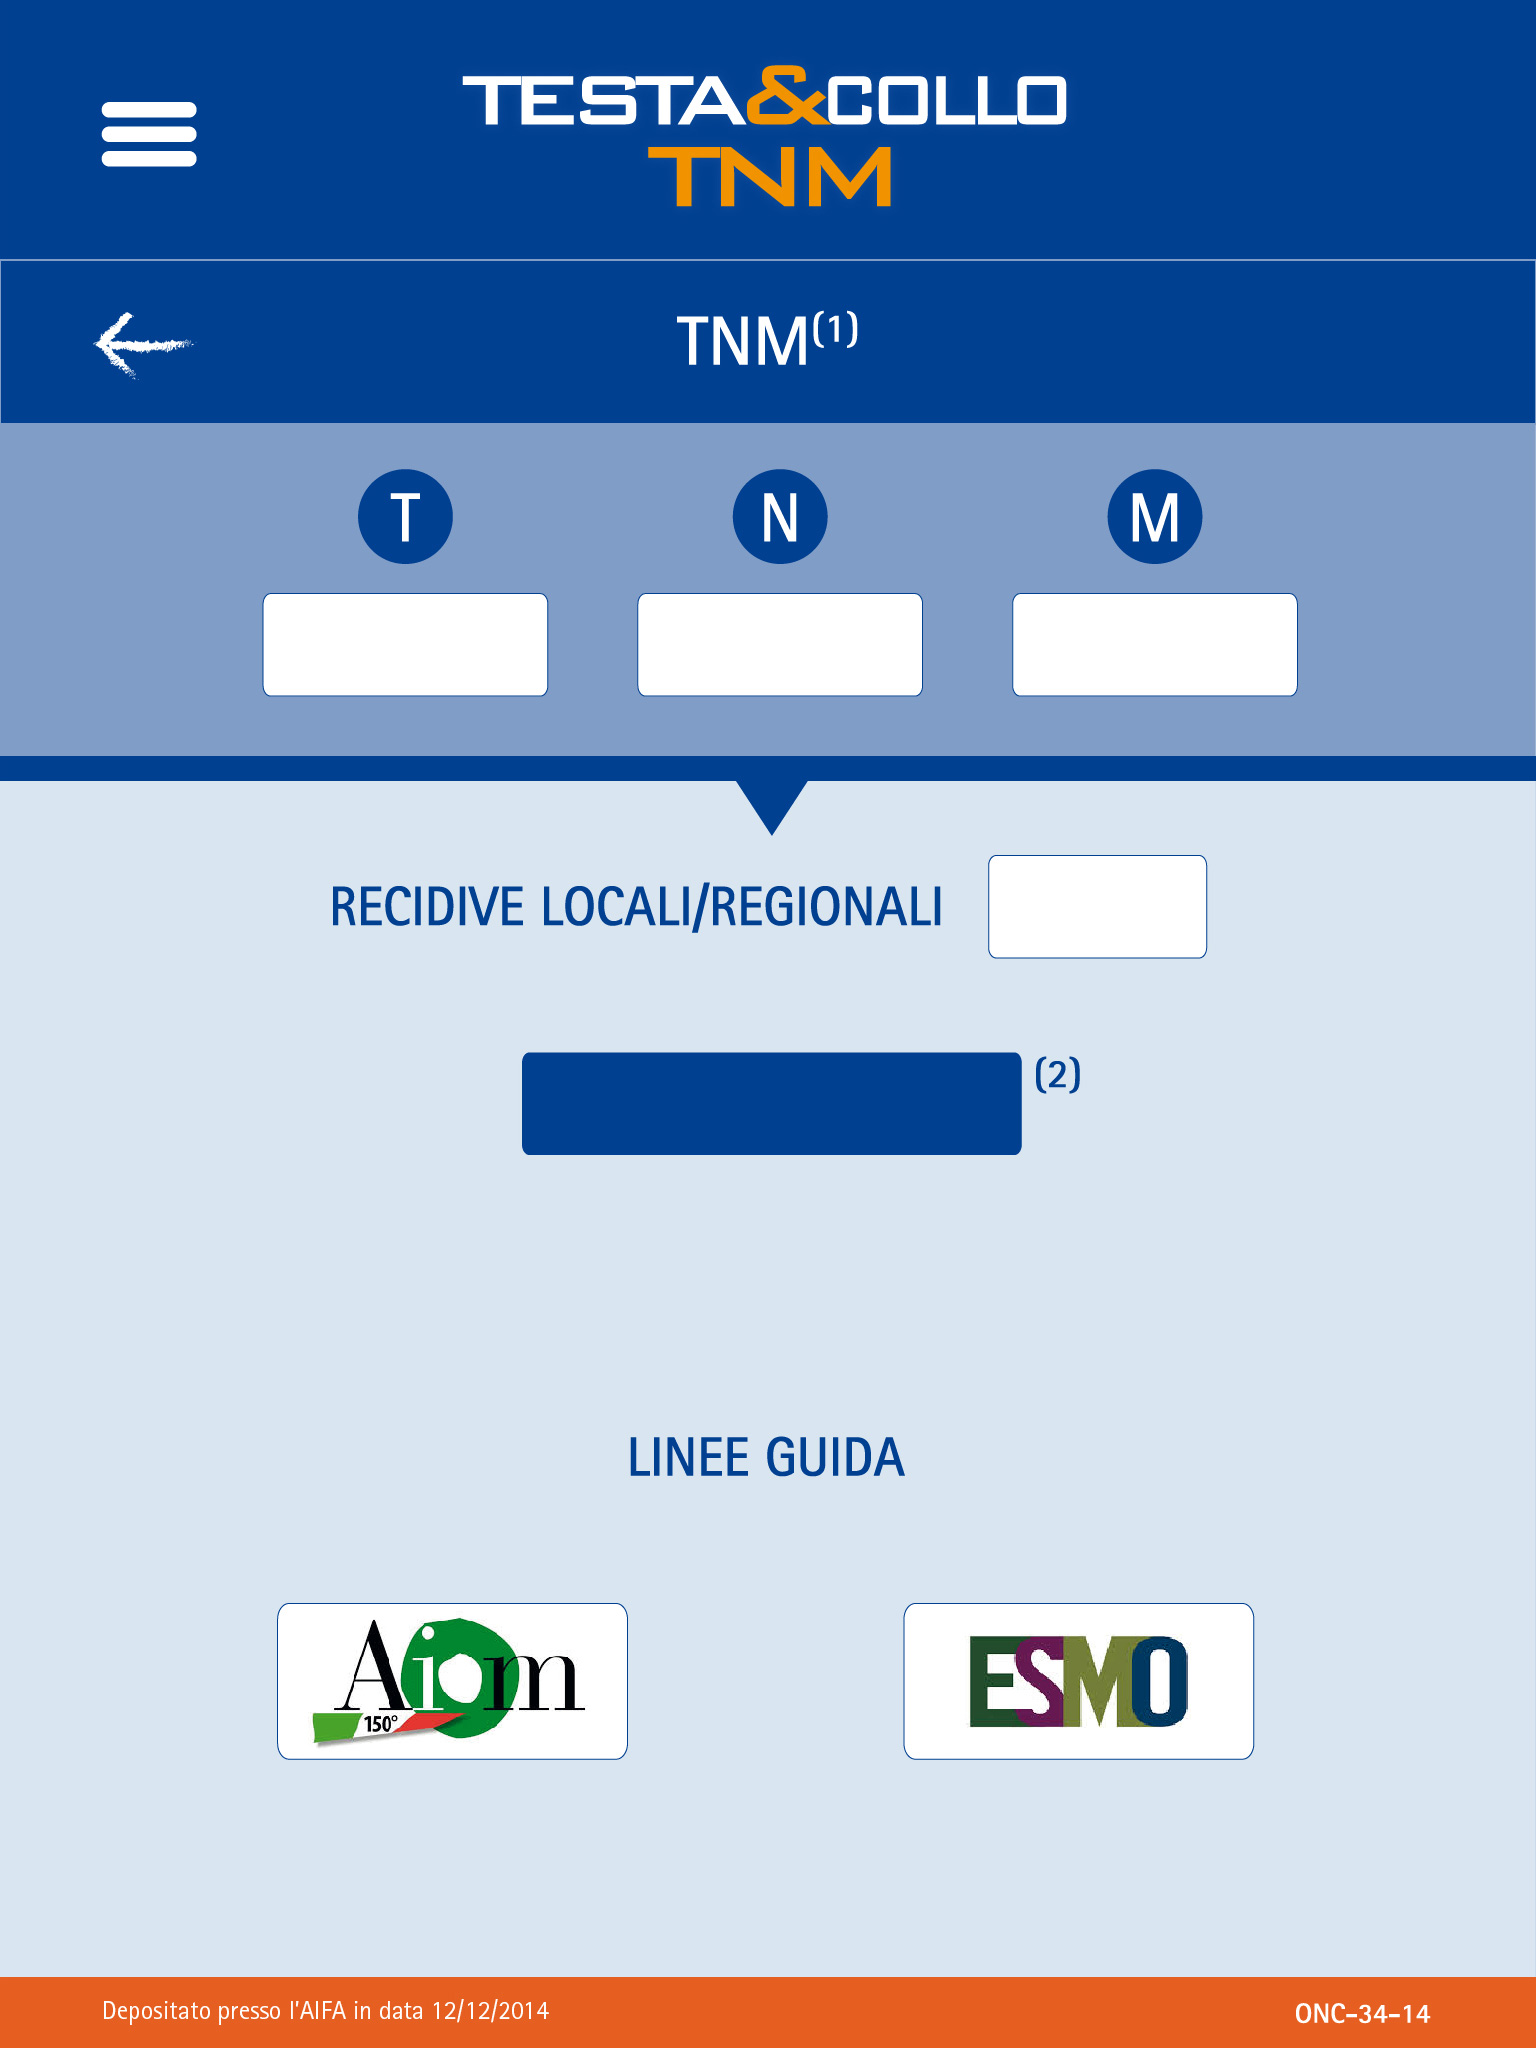 TESTA&COLLO
TNM
TNM(1)
T N M
RECIDIVE LOCALI/REGIONALI
(2)
LINEE GUIDA
Aiom
150°
ESMO
Depositato presso l'AIFA in data 12/12/2014
ONC-34-14